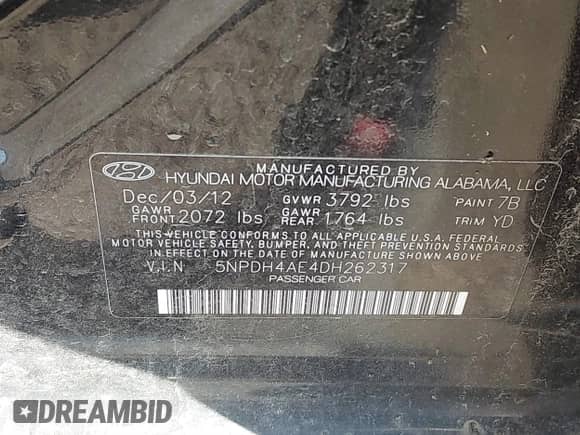 MANUFACTURED BY
HYUNDAI MOTOR MANUFACTURING ALABAMA, LLC
Dec/03/12 GVWR 3792 lbs PAINT 7B
GAWR FRONT 2072 lbs GAWR REAR 1764 lbs TRIM YD
THIS VEHICLE CONFORMS TO ALL APPLICABLE U.S.A. FEDERAL
MOTOR VEHICLE SAFETY, BUMPER, AND THEFT PREVENTION
STANDARDS IN EFFECT ON THE DATE OF MANUFACTURE SHOWN ABOVE
V.I.N 5NPDH4AE4DH262317
PASSENGER CAR
DREAMBID